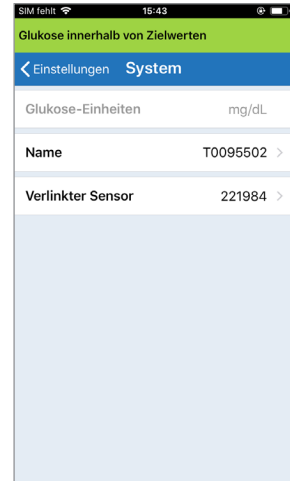 SIM fehlt 15:43
Glukose innerhalb von Zielwerten
Einstellungen System
Glukose-Einheiten mg/dL
Name T0095502
Verlinkter Sensor 221984